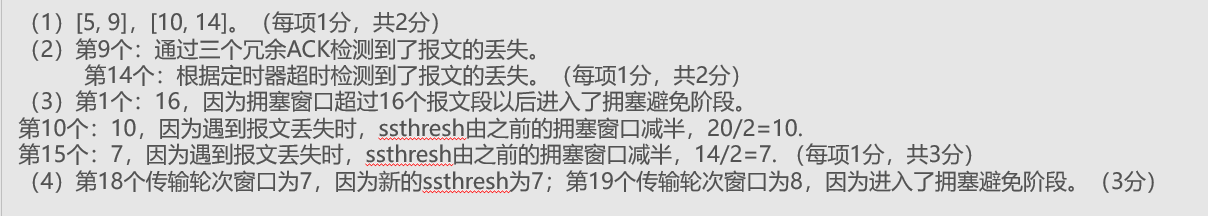 （1）[5, 9]，[10, 14]。（每项1分，共2分）
（2）第9个：通过三个冗余ACK检测到了报文的丢失。
第14个：根据定时器超时检测到了报文的丢失。（每项1分，共2分）
（3）第1个：16，因为拥塞窗口超过16个报文段以后进入了拥塞避免阶段。
第10个：10，因为遇到报文丢失时，ssthresh由之前的拥塞窗口减半，20/2=10.
第15个：7，因为遇到报文丢失时，ssthresh由之前的拥塞窗口减半，14/2=7.（每项1分，共3分）
（4）第18个传输轮次窗口为7，因为新的ssthresh为7；第19个传输轮次窗口为8，因为进入了拥塞避免阶段。（3分）